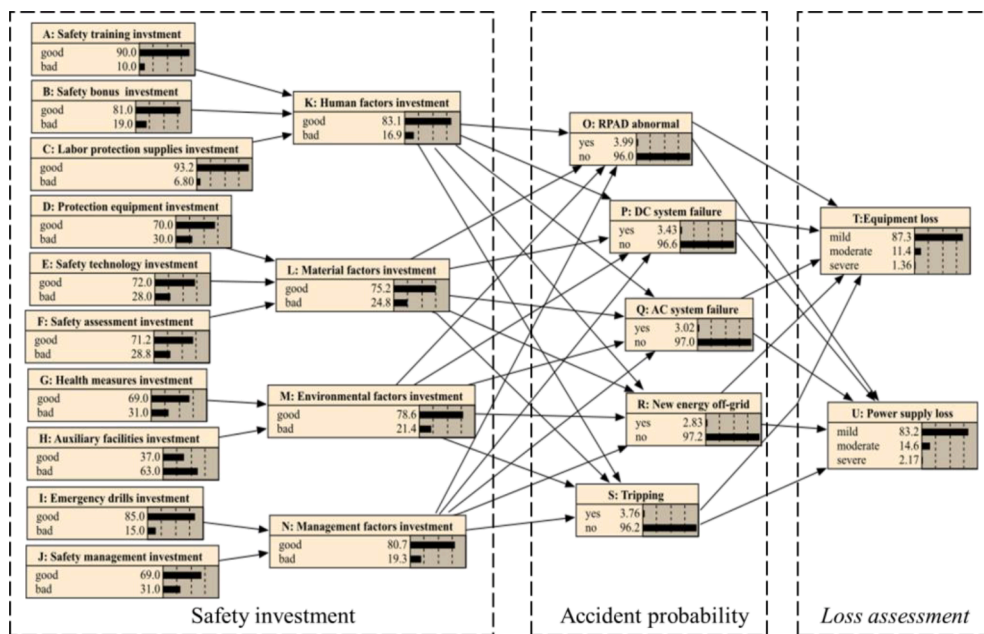 A: Safety training invstment
good 90.0
bad 10.0
B: Safety bonus investment
good 81.0
bad 19.0
C: Labor protection supplies investment
good 93.2
bad 6.80
D: Protection equipment investment
good 70.0
bad 30.0
E: Safety technology investment
good 72.0
bad 28.0
F: Safety assessment investment
good 71.2
bad 28.8
G: Health measures investment
good 69.0
bad 31.0
H: Auxiliary facilities investment
good 37.0
bad 63.0
I: Emergency drills investment
good 85.0
bad 15.0
J: Safety management investment
good 69.0
bad 31.0
K: Human factors investment
good 83.1
bad 16.9
L: Material factors investment
good 75.2
bad 24.8
M: Environmental factors investment
good 78.6
bad 21.4
N: Management factors investment
good 80.7
bad 19.3
Safety investment
O: RPAD abnormal
yes 3.99
no 96.0
P: DC system failure
yes 3.43
no 96.6
Q: AC system failure
yes 3.02
no 97.0
R: New energy off-grid
yes 2.83
no 97.2
S: Tripping
yes 3.76
no 96.2
Accident probability
T:Equipment loss
mild 87.3
moderate 11.4
severe 1.36
U: Power supply loss
mild 83.2
moderate 14.6
severe 2.17
Loss assessment